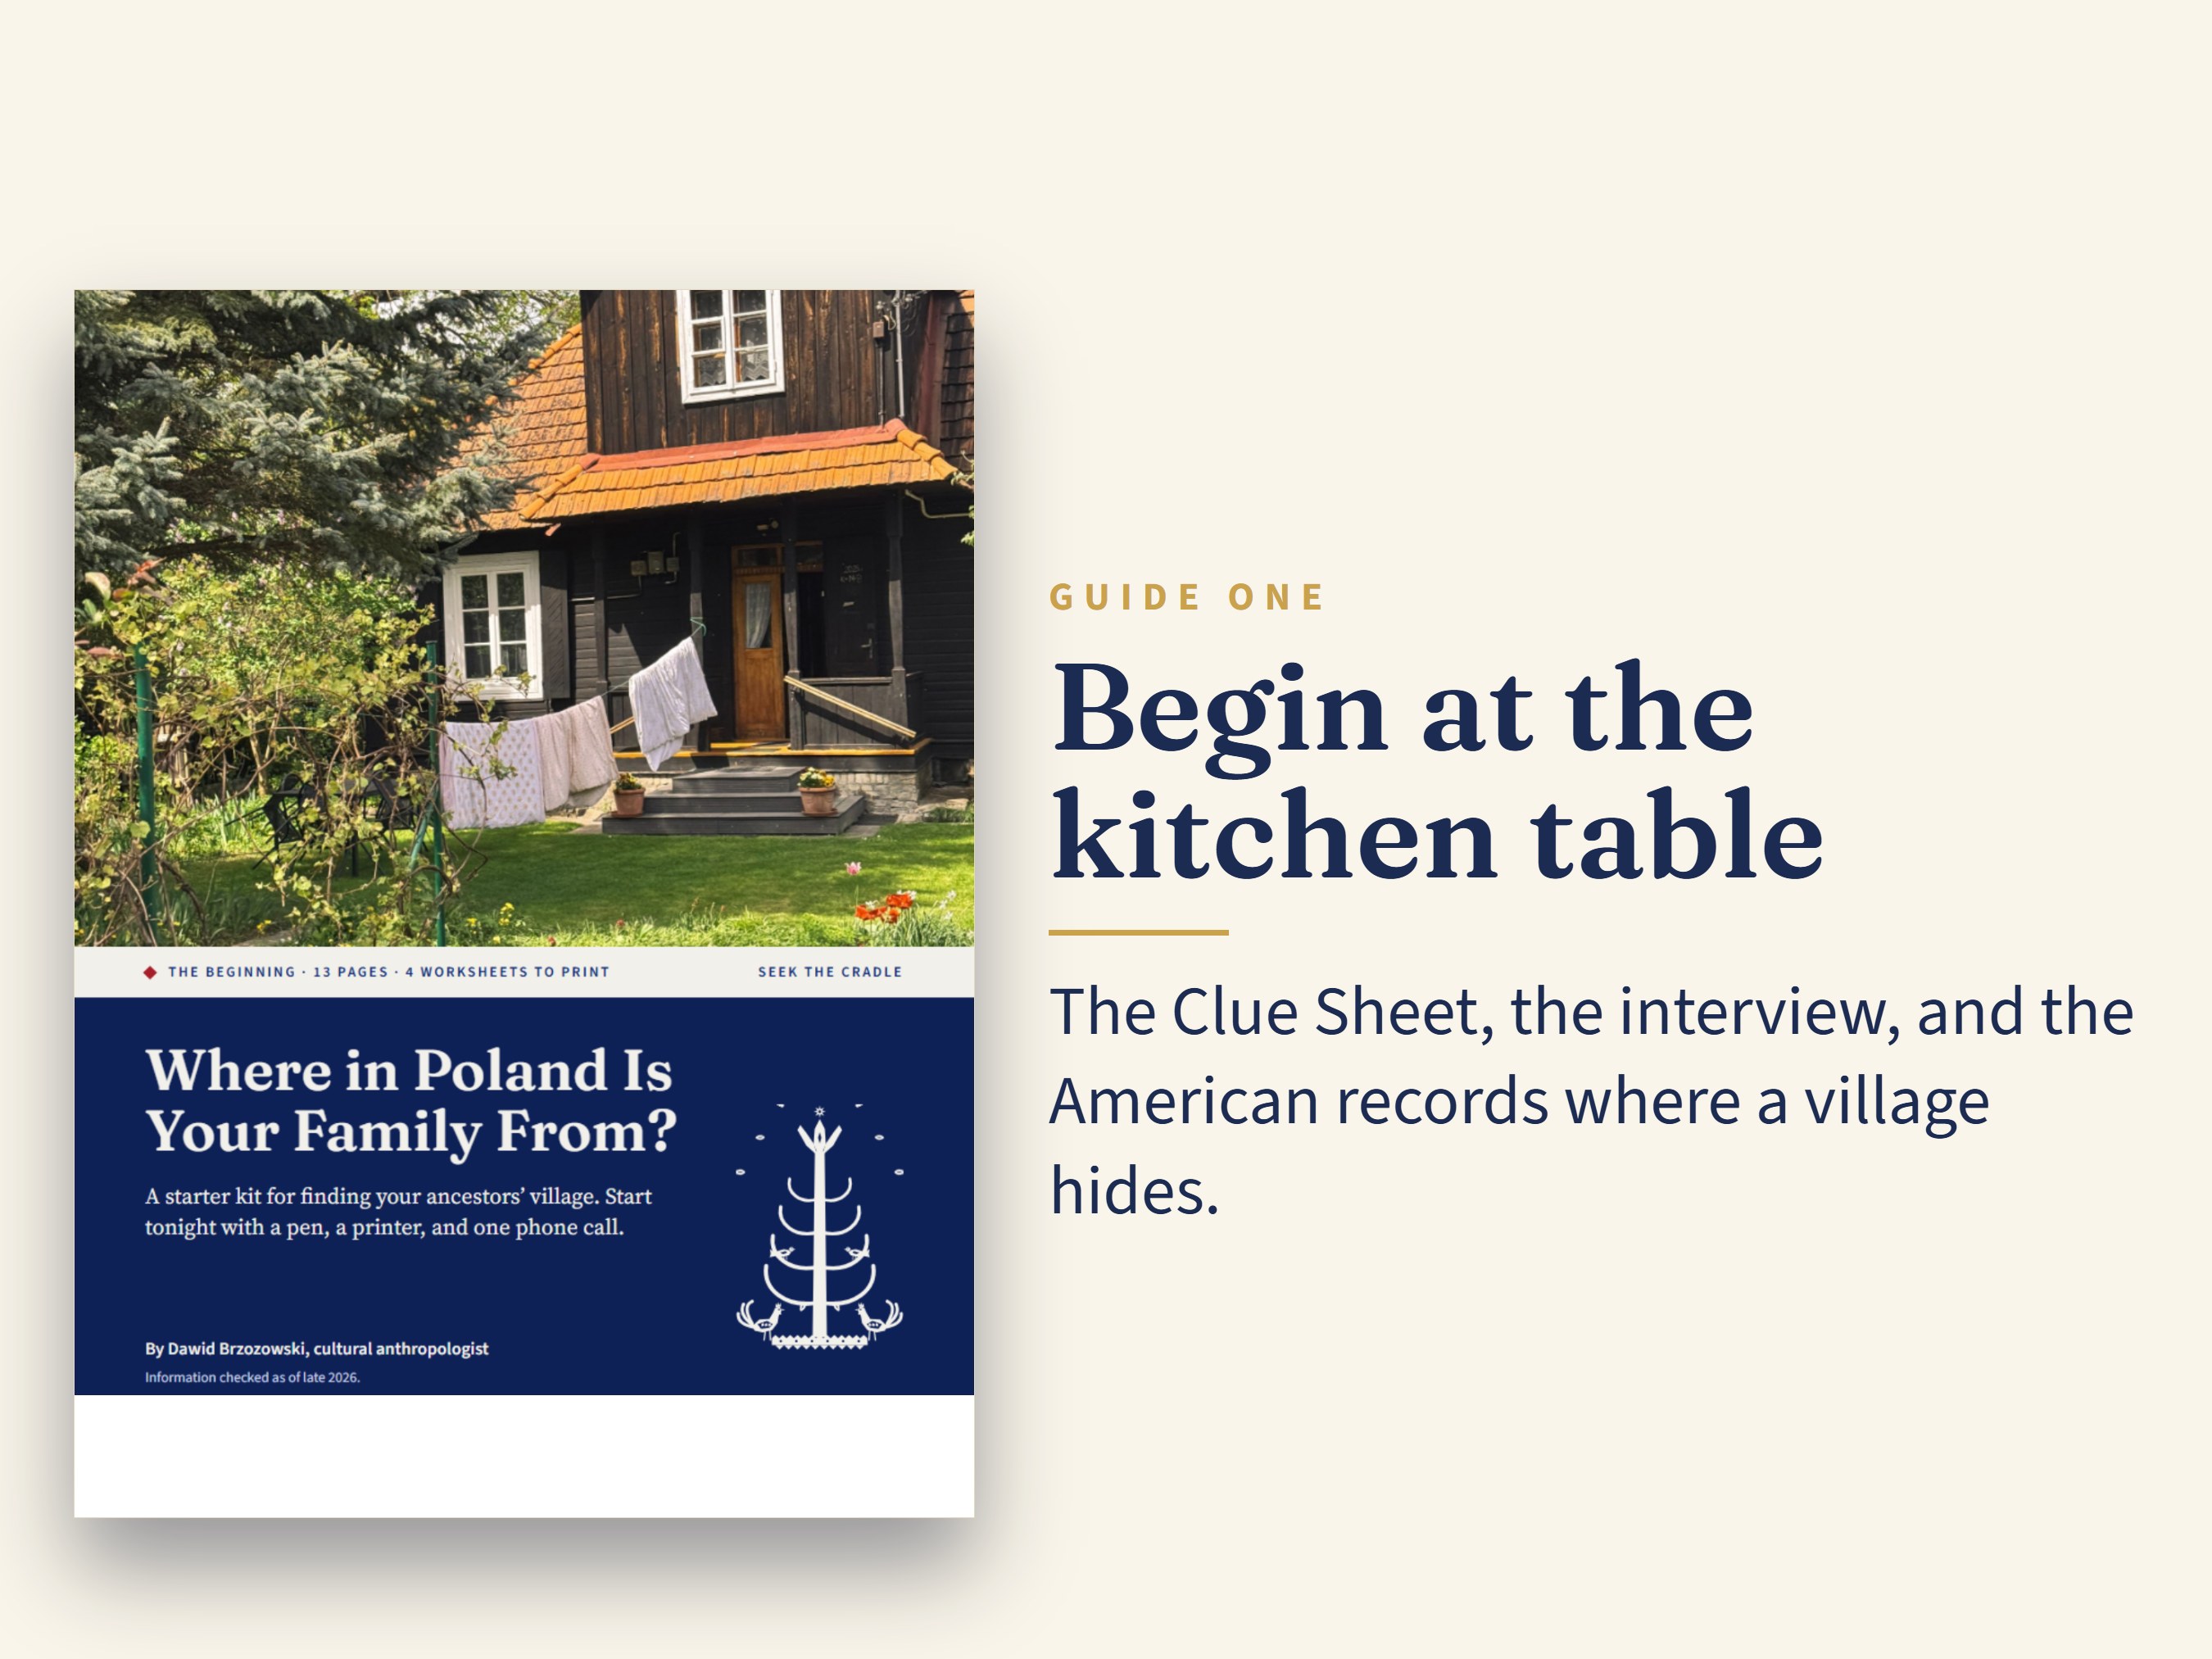 THE BEGINNING · 13 PAGES · 4 WORKSHEETS TO PRINT
SEEK THE CRADLE
Where in Poland Is
Your Family From?
A starter kit for finding your ancestors’ village. Start
tonight with a pen, a printer, and one phone call.
By Dawid Brzozowski, cultural anthropologist
Information checked as of late 2026.
GUIDE ONE
Begin at the
kitchen table
The Clue Sheet, the interview, and the
American records where a village
hides.